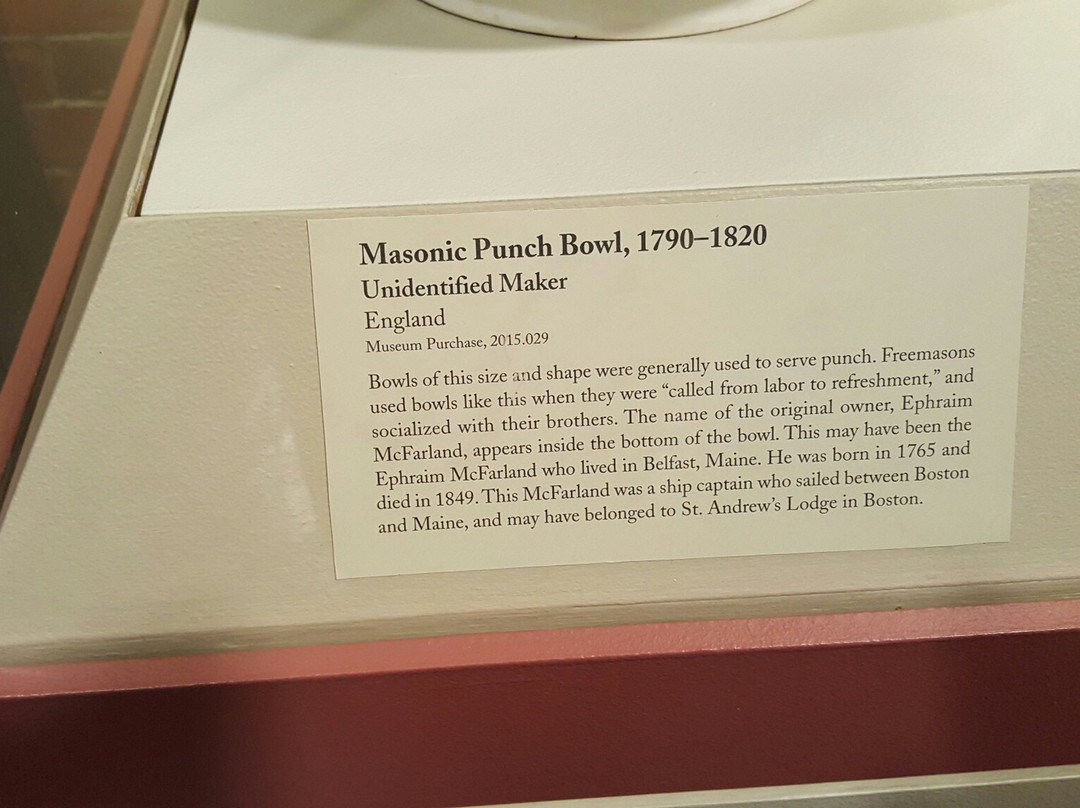 Masonic Punch Bowl, 1790–1820
Unidentified Maker
England
Museum Purchase, 2015.029
Bowls of this size and shape were generally used to serve punch. Freemasons
used bowls like this when they were “called from labor to refreshment,” and
socialized with their brothers. The name of the original owner, Ephraim
McFarland, appears inside the bottom of the bowl. This may have been the
Ephraim McFarland who lived in Belfast, Maine. He was born in 1765 and
died in 1849. This McFarland was a ship captain who sailed between Boston
and Maine, and may have belonged to St. Andrew’s Lodge in Boston.